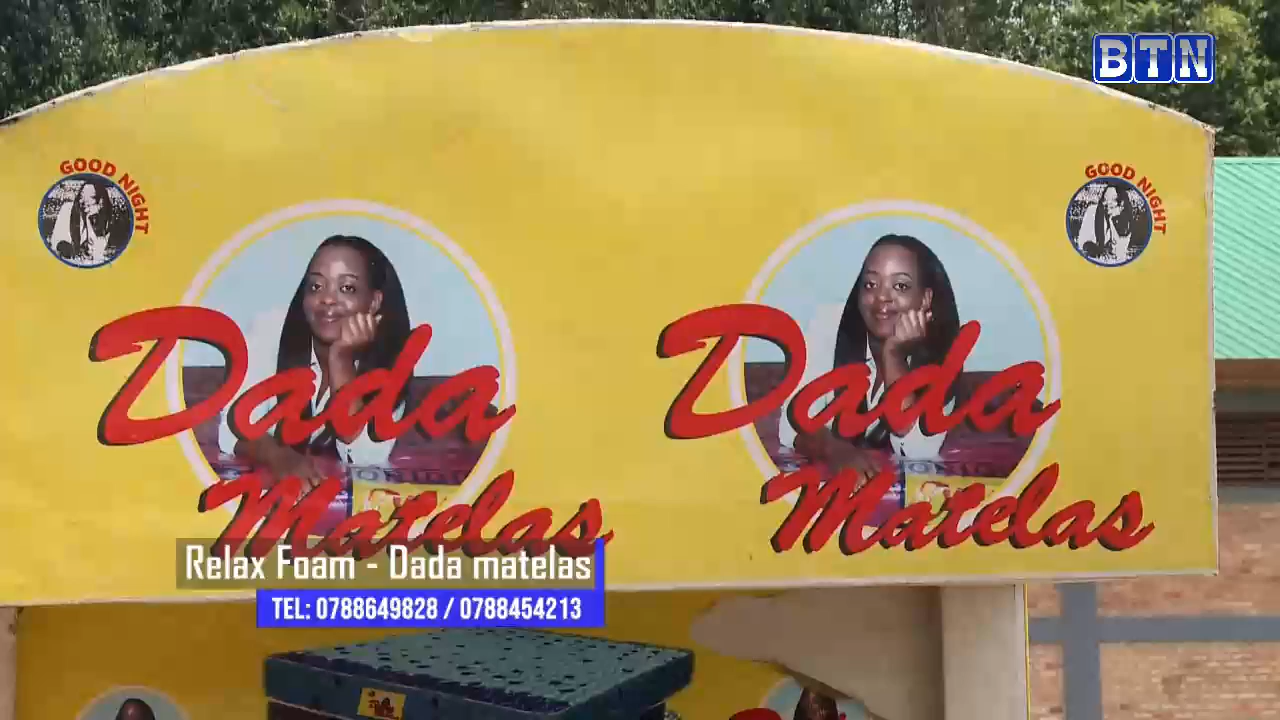 BTN
GOOD NIGHT
GOOD NIGHT
Dada
Matelas
Dada
Matelas
Relax Foam - Dada matelas
TEL: 0788649828 / 0788454213